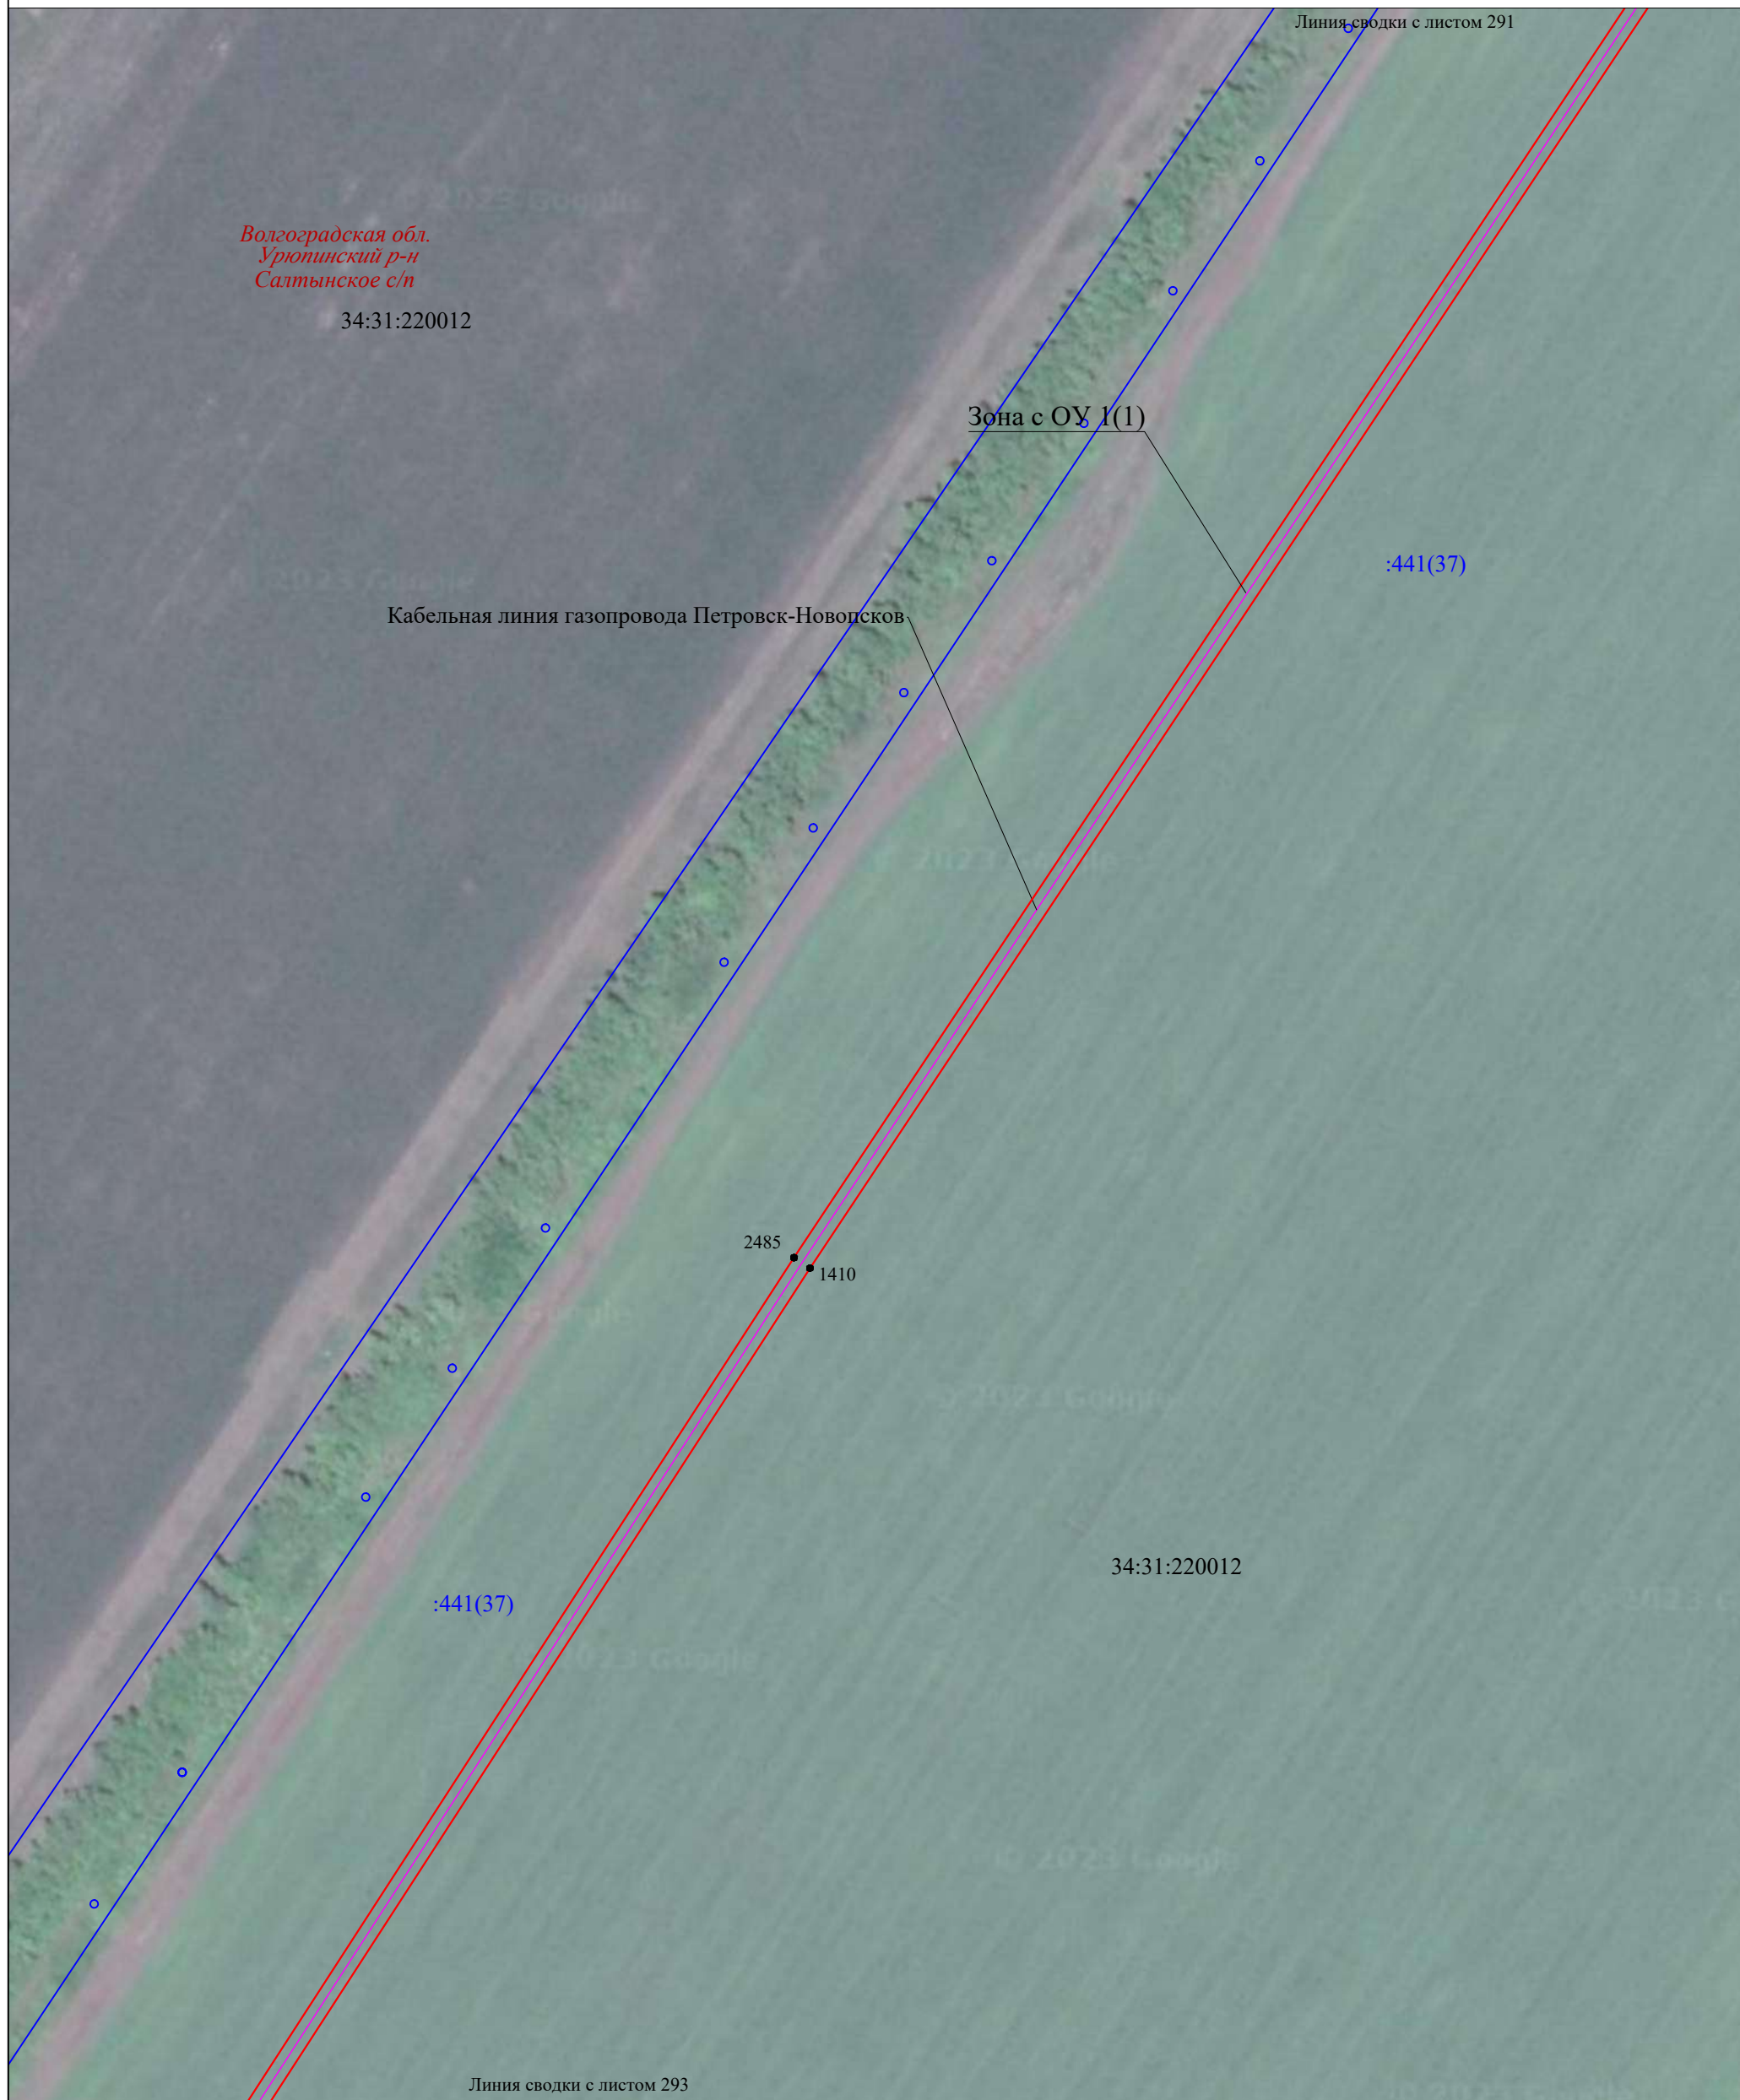 Линия сводки с листом 291
Волгоградская обл.
Урюпинский р-н
Салтынское с/п
34:31:220012
Зона с ОУ 1(1)
:441(37)
Кабельная линия газопровода Петровск-Новопсков
2485
1410
34:31:220012
:441(37)
Линия сводки с листом 293